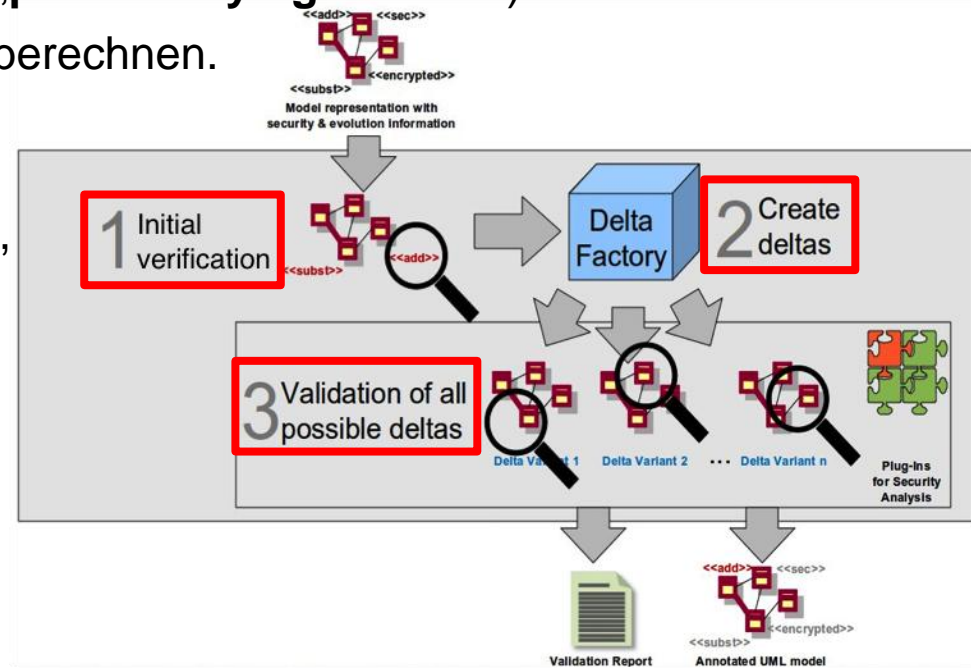 berechnen.
,
<<add>> <<sec>>
<<encrypted>>
<<subst>>
Model representation with
security & evolution information
1 Initial
verification
<<subst>>
<<add>>
Delta
Factory
2 Create
deltas
3 Validation of all
possible deltas
Delta Variant 1 Delta Variant 2 ... Delta Variant n
Plug-Ins
for Security
Analysis
<<add>> <<sec>>
<<encrypted>>
<<subst>>
Validation Report Annotated UML model